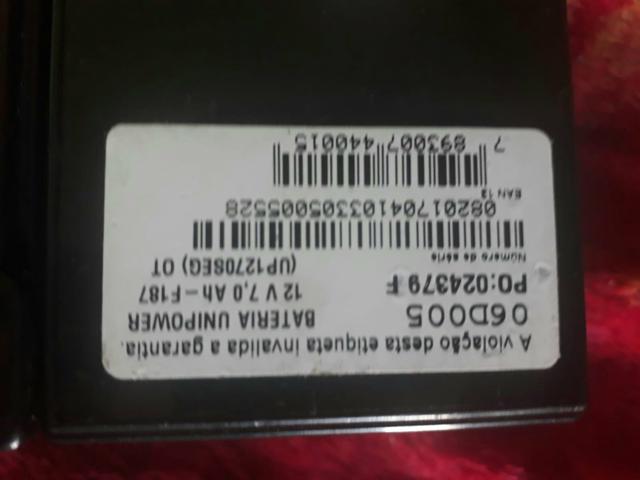 A violação desta etiqueta invalida a garantia.
06D005
BATERIA UNIPOWER
12 V 7,0 Ah-F187
PO:024379 F
(UP1270SEG) OT
Número de série
08201704103305005528
EAN 13
7 893007 440015